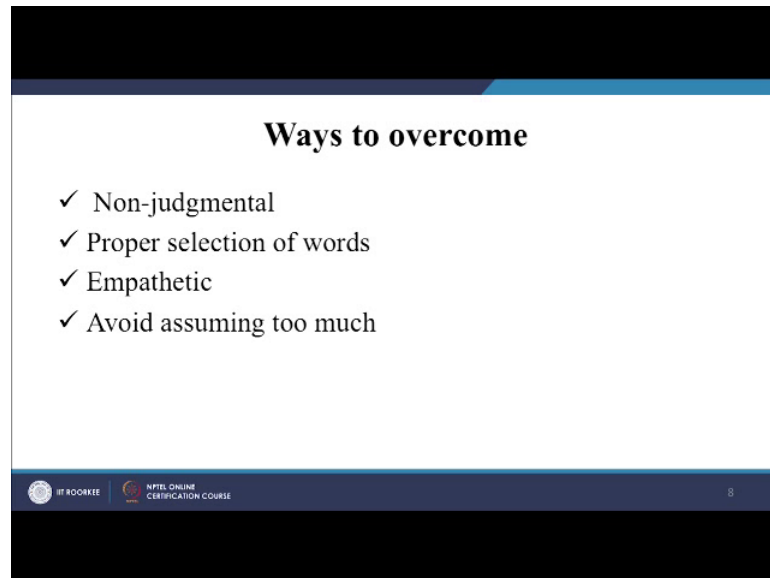 Ways to overcome
✓ Non-judgmental
✓ Proper selection of words
✓ Empathetic
✓ Avoid assuming too much
IIT ROORKEE
NPTEL ONLINE
CERTIFICATION COURSE
8